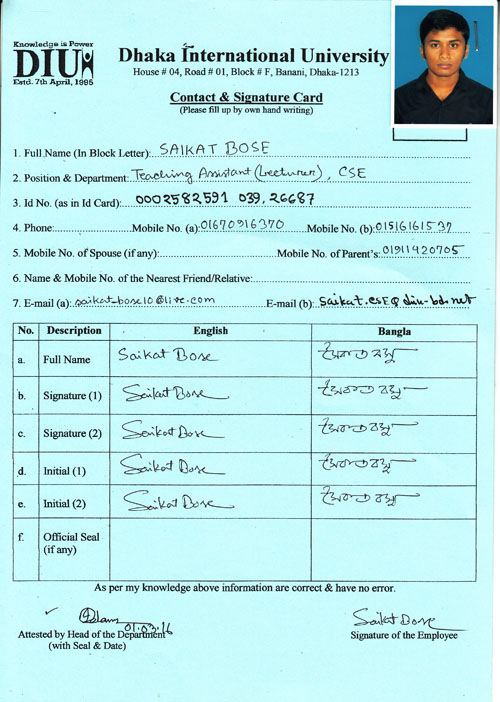 Knowledge is Power
DIU
Estd. 7th April, 1995
Dhaka International University
House # 04, Road # 01, Block # F, Banani, Dhaka-1213
Contact & Signature Card
(Please fill up by own hand writing)
1. Full Name (In Block Letter): SAIKAT BOSE
2. Position & Department: Teaching Assistant (Lecturer), CSE
3. Id No. (as in Id Card): 0002582591 039,26687
4. Phone: Mobile No. (a): 01670916370 Mobile No. (b): 01516161537
5. Mobile No. of Spouse (if any): Mobile No. of Parent's: 01911420705
6. Name & Mobile No. of the Nearest Friend/Relative:
7. E-mail (a): saikat.bose10@live.com E-mail (b): saikat.cse@diu-bd.net
No. Description English Bangla
a. Full Name Saikat Bose সৈকত বসু
b. Signature (1) Saikat Bose সৈকত বসু
c. Signature (2) Saikat Bose সৈকত বসু
d. Initial (1) Saikat Bose সৈকত বসু
e. Initial (2) Saikat Bose সৈকত বসু
f. Official Seal
(if any)
As per my knowledge above information are correct & have no error.
01.03.16 Saikat Bose
Attested by Head of the Department Signature of the Employee
(with Seal & Date)